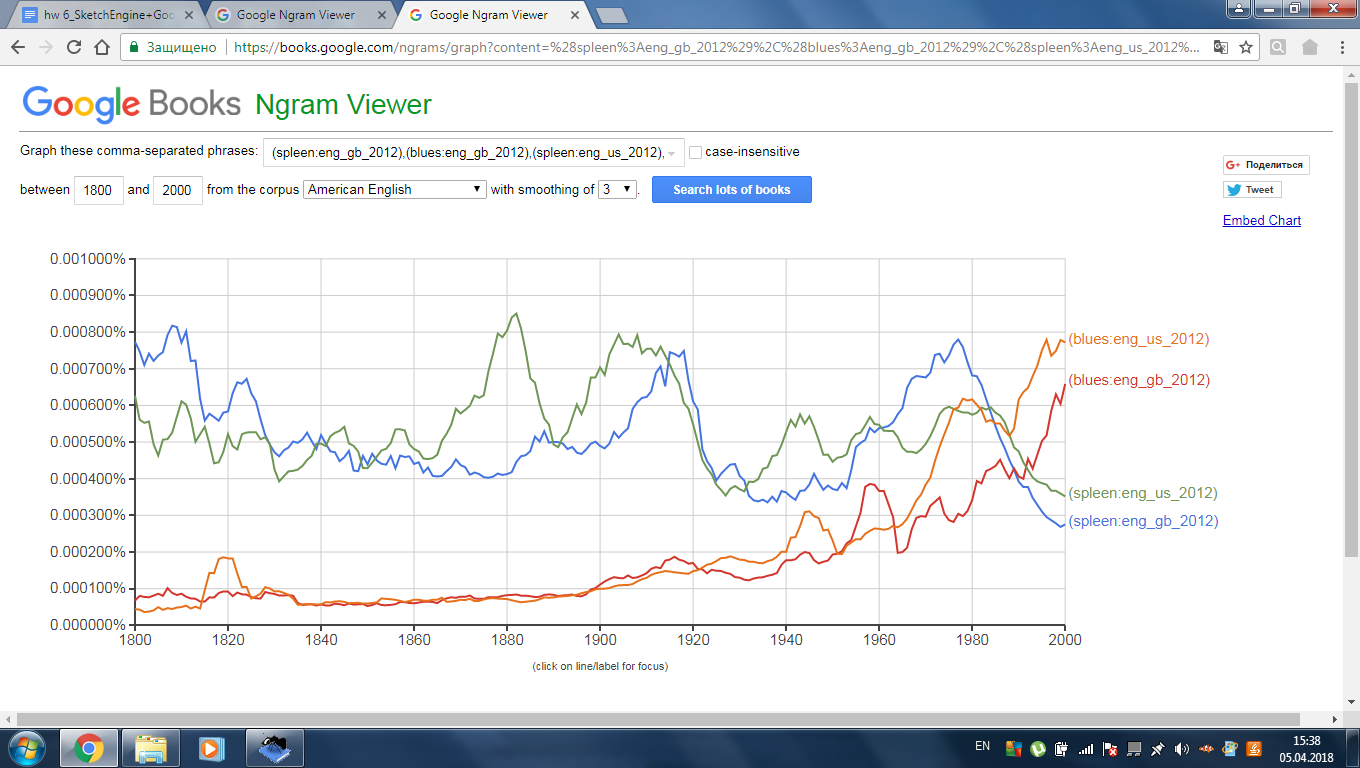 hw 6_SketchEngine+Goo
Google Ngram Viewer
Google Ngram Viewer
Защищено
https://books.google.com/ngrams/graph?content=%28spleen%3Aeng_gb_2012%29%2C%28blues%3Aeng_gb_2012%29%2C%28spleen%3Aeng_us_2012%...
Google Books Ngram Viewer
Graph these comma-separated phrases: (spleen:eng_gb_2012),(blues:eng_gb_2012),(spleen:eng_us_2012), case-insensitive
between 1800 and 2000 from the corpus American English with smoothing of 3. Search lots of books
G+ Поделиться
Tweet
Embed Chart
0.001000%
0.000900%
0.000800%
0.000700%
0.000600%
0.000500%
0.000400%
0.000300%
0.000200%
0.000100%
0.000000%
(blues:eng_us_2012)
(blues:eng_gb_2012)
(spleen:eng_us_2012)
(spleen:eng_gb_2012)
1800 1820 1840 1860 1880 1900 1920 1940 1960 1980 2000
(click on line/label for focus)
EN
15:38
05.04.2018